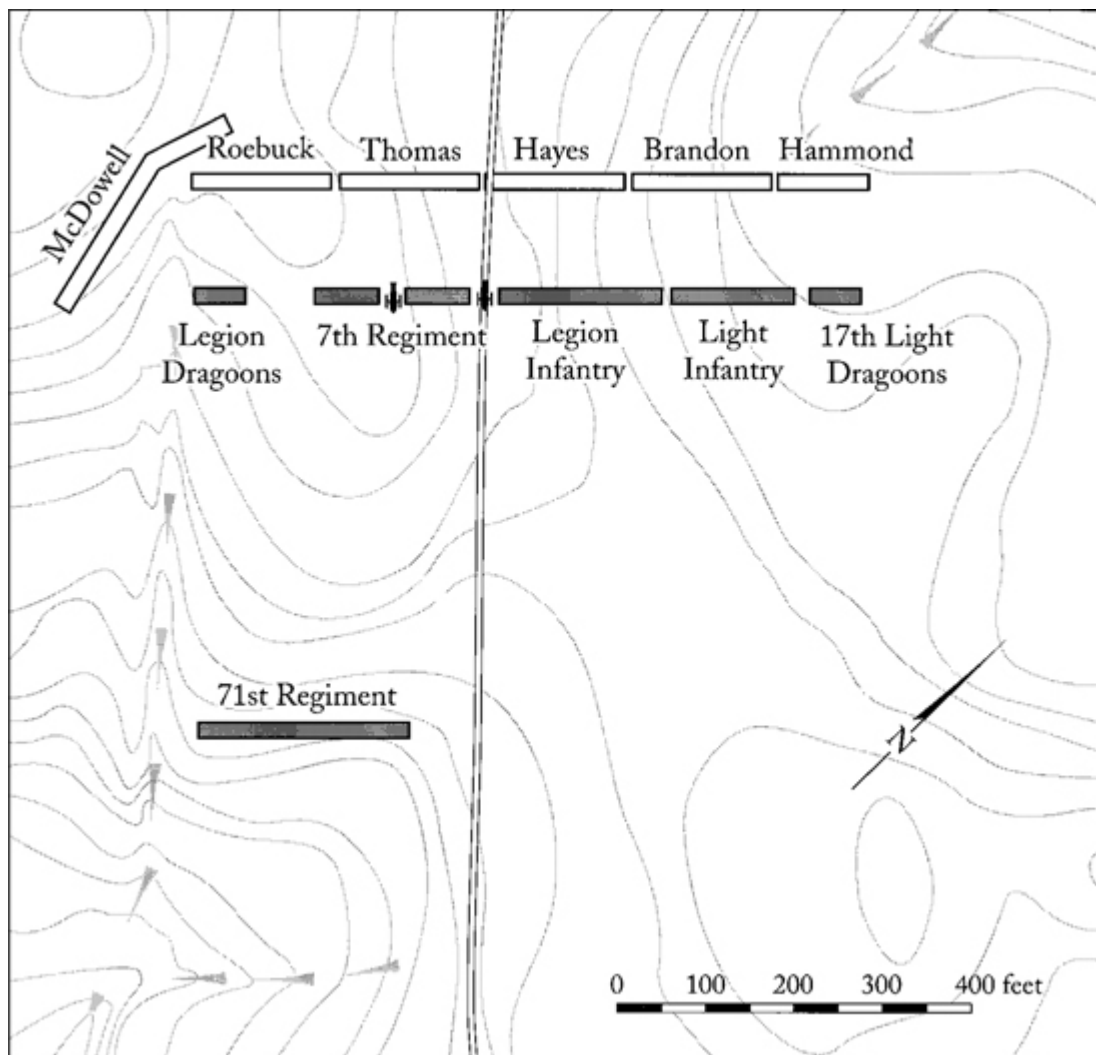 McDowell
Roebuck
Thomas
Hayes
Brandon
Hammond
Legion
Dragoons
7th Regiment
Legion
Infantry
Light
Infantry
17th Light
Dragoons
71st Regiment
N
0 100 200 300 400 feet